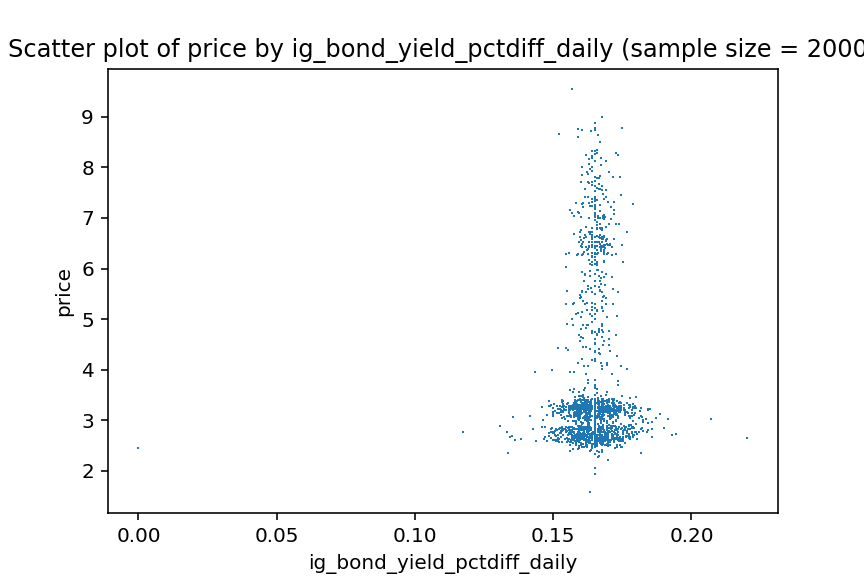 Scatter plot of price by ig_bond_yield_pctdiff_daily (sample size = 2000
9
8
7
6
5
4
3
2
price
0.00 0.05 0.10 0.15 0.20
ig_bond_yield_pctdiff_daily